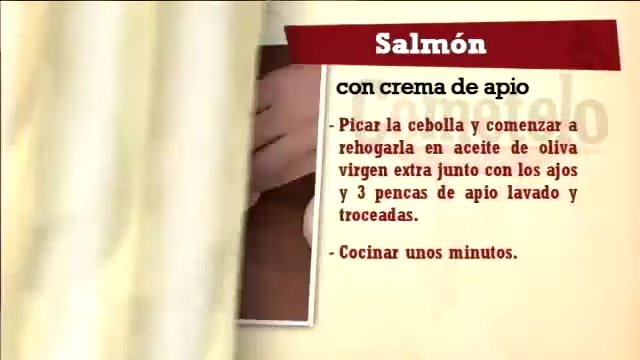 Salmón
con crema de apio
Cometelo
- Picar la cebolla y comenzar a
rehogarla en aceite de oliva
virgen extra junto con los ajos
y 3 pencas de apio lavado y
troceadas.
- Cocinar unos minutos.